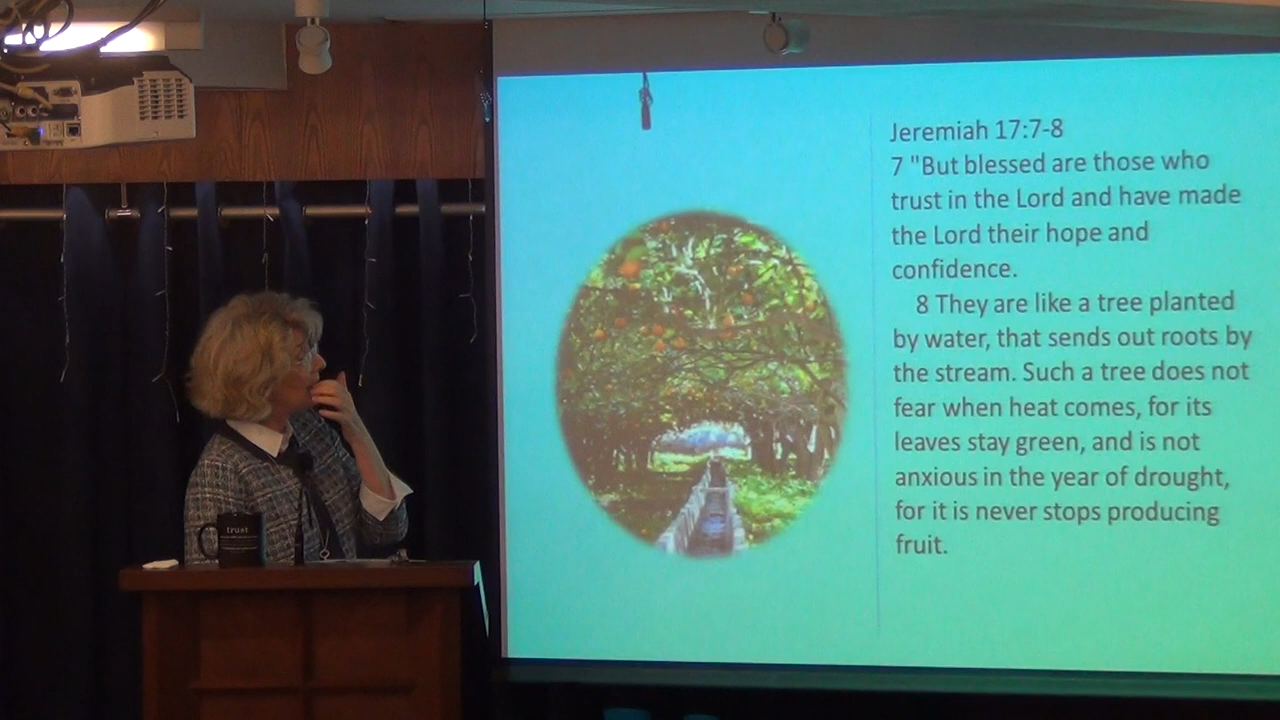 Jeremiah 17:7-8
7 "But blessed are those who
trust in the Lord and have made
the Lord their hope and
confidence.
8 They are like a tree planted
by water, that sends out roots by
the stream. Such a tree does not
fear when heat comes, for its
leaves stay green, and is not
anxious in the year of drought,
for it is never stops producing
fruit.
trust